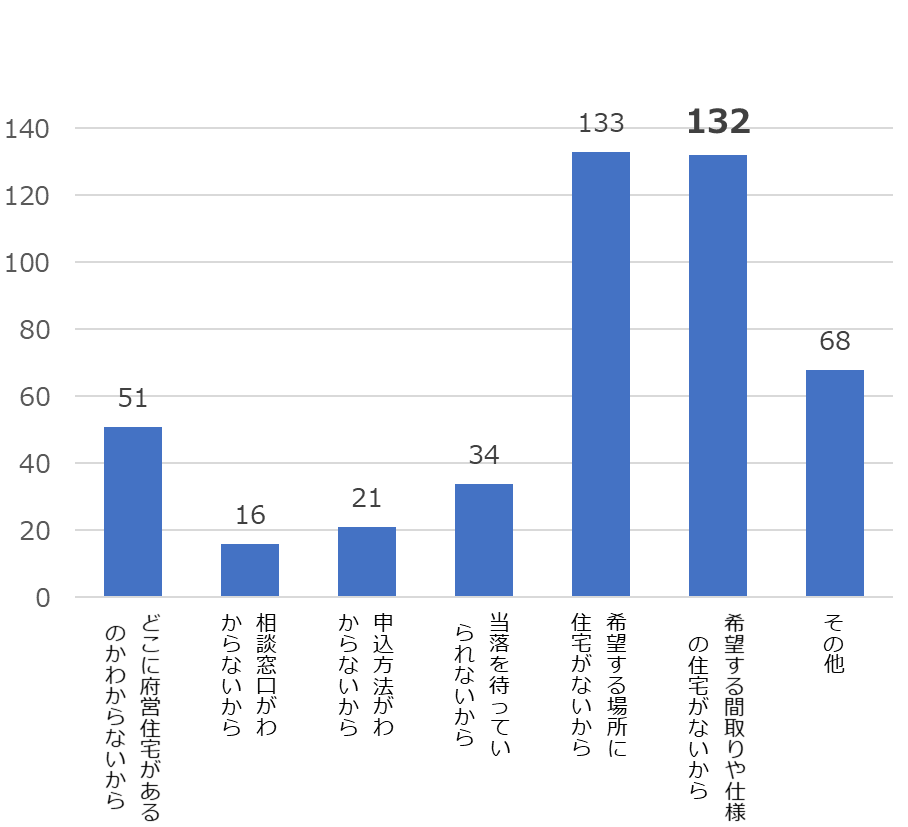 140
120
100
80
60
40
20
0
51
16
21
34
133
132
68
どこに府営住宅がある
のかわからないから
相談窓口がわ
からないから
申込方法がわ
からないから
当落を待ってい
られないから
希望する場所に
住宅がないから
希望する間取りや仕様
の住宅がないから
その他